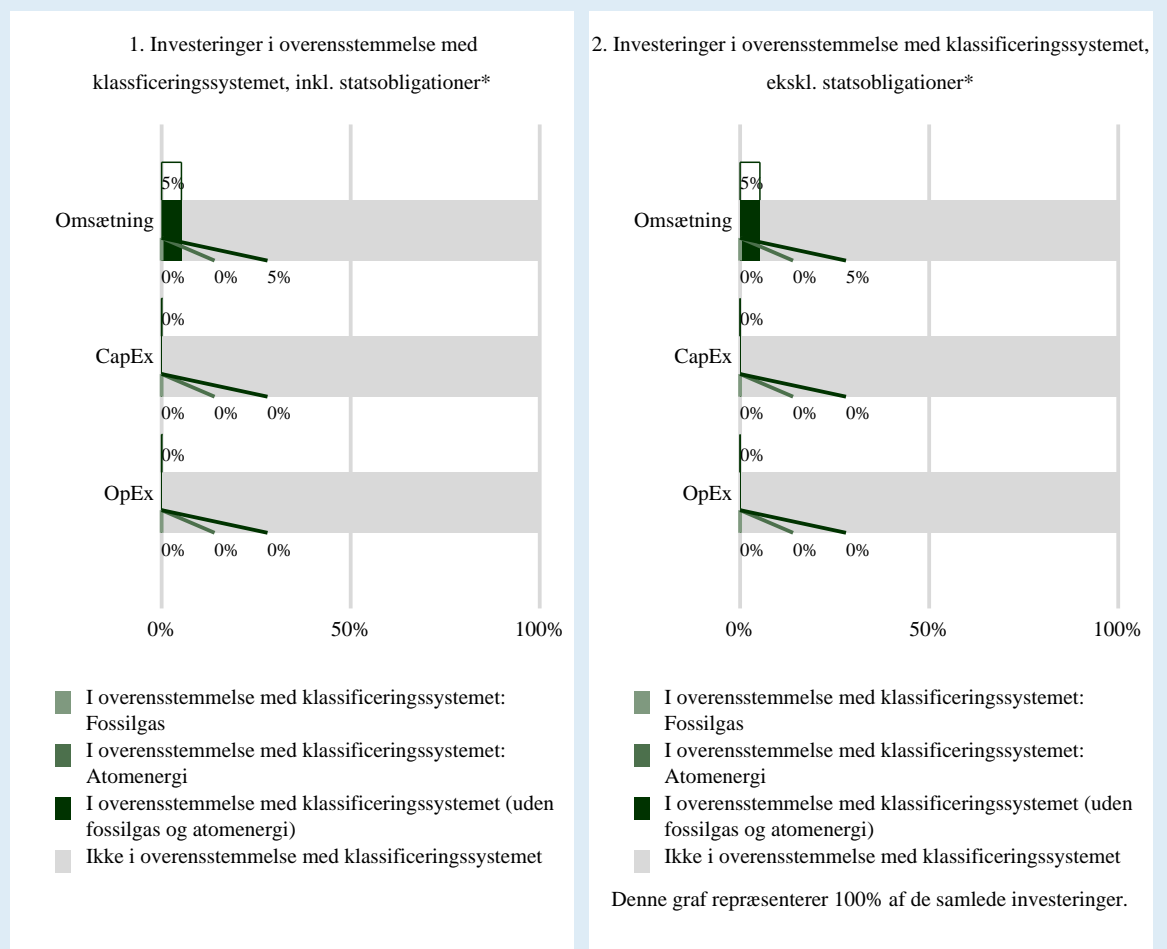 1. Investeringer i overensstemmelse med
klassficeringssystemet, inkl. statsobligationer*
5%
Omsætning
0% 0% 5%
0%
CapEx
0% 0% 0%
0%
OpEx
0% 0% 0%
0% 50% 100%
I overensstemmelse med klassificeringssystemet:
Fossilgas
I overensstemmelse med klassificeringssystemet:
Atomenergi
I overensstemmelse med klassificeringssystemet (uden
fossilgas og atomenergi)
Ikke i overensstemmelse med klassificeringssystemet
2. Investeringer i overensstemmelse med klassificeringssystemet,
ekskl. statsobligationer*
5%
Omsætning
0% 0% 5%
0%
CapEx
0% 0% 0%
0%
OpEx
0% 0% 0%
0% 50% 100%
I overensstemmelse med klassificeringssystemet:
Fossilgas
I overensstemmelse med klassificeringssystemet:
Atomenergi
I overensstemmelse med klassificeringssystemet (uden
fossilgas og atomenergi)
Ikke i overensstemmelse med klassificeringssystemet
Denne graf repræsenterer 100% af de samlede investeringer.